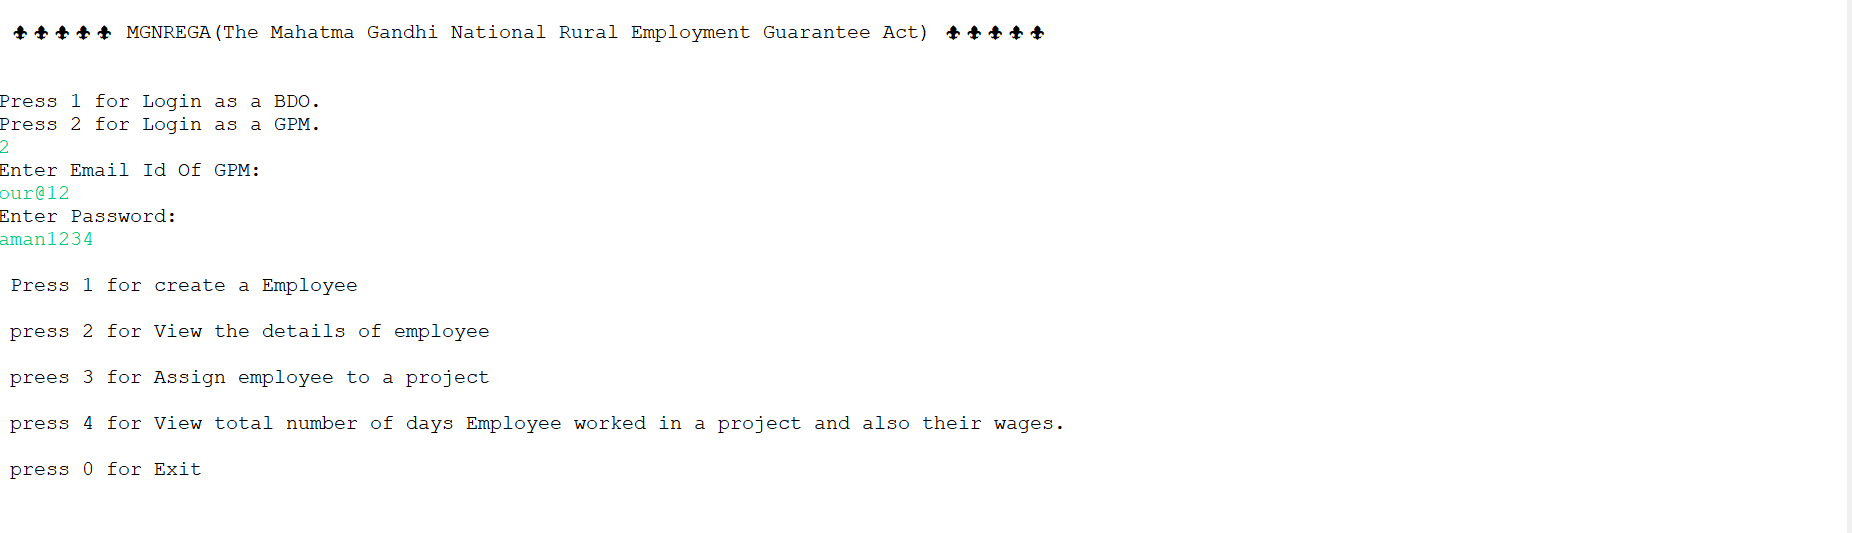 ⚜⚜⚜⚜⚜ MGNREGA(The Mahatma Gandhi National Rural Employment Guarantee Act) ⚜⚜⚜⚜⚜
Press 1 for Login as a BDO.
Press 2 for Login as a GPM.
2
Enter Email Id Of GPM:
our@12
Enter Password:
aman1234
Press 1 for create a Employee
press 2 for View the details of employee
prees 3 for Assign employee to a project
press 4 for View total number of days Employee worked in a project and also their wages.
press 0 for Exit